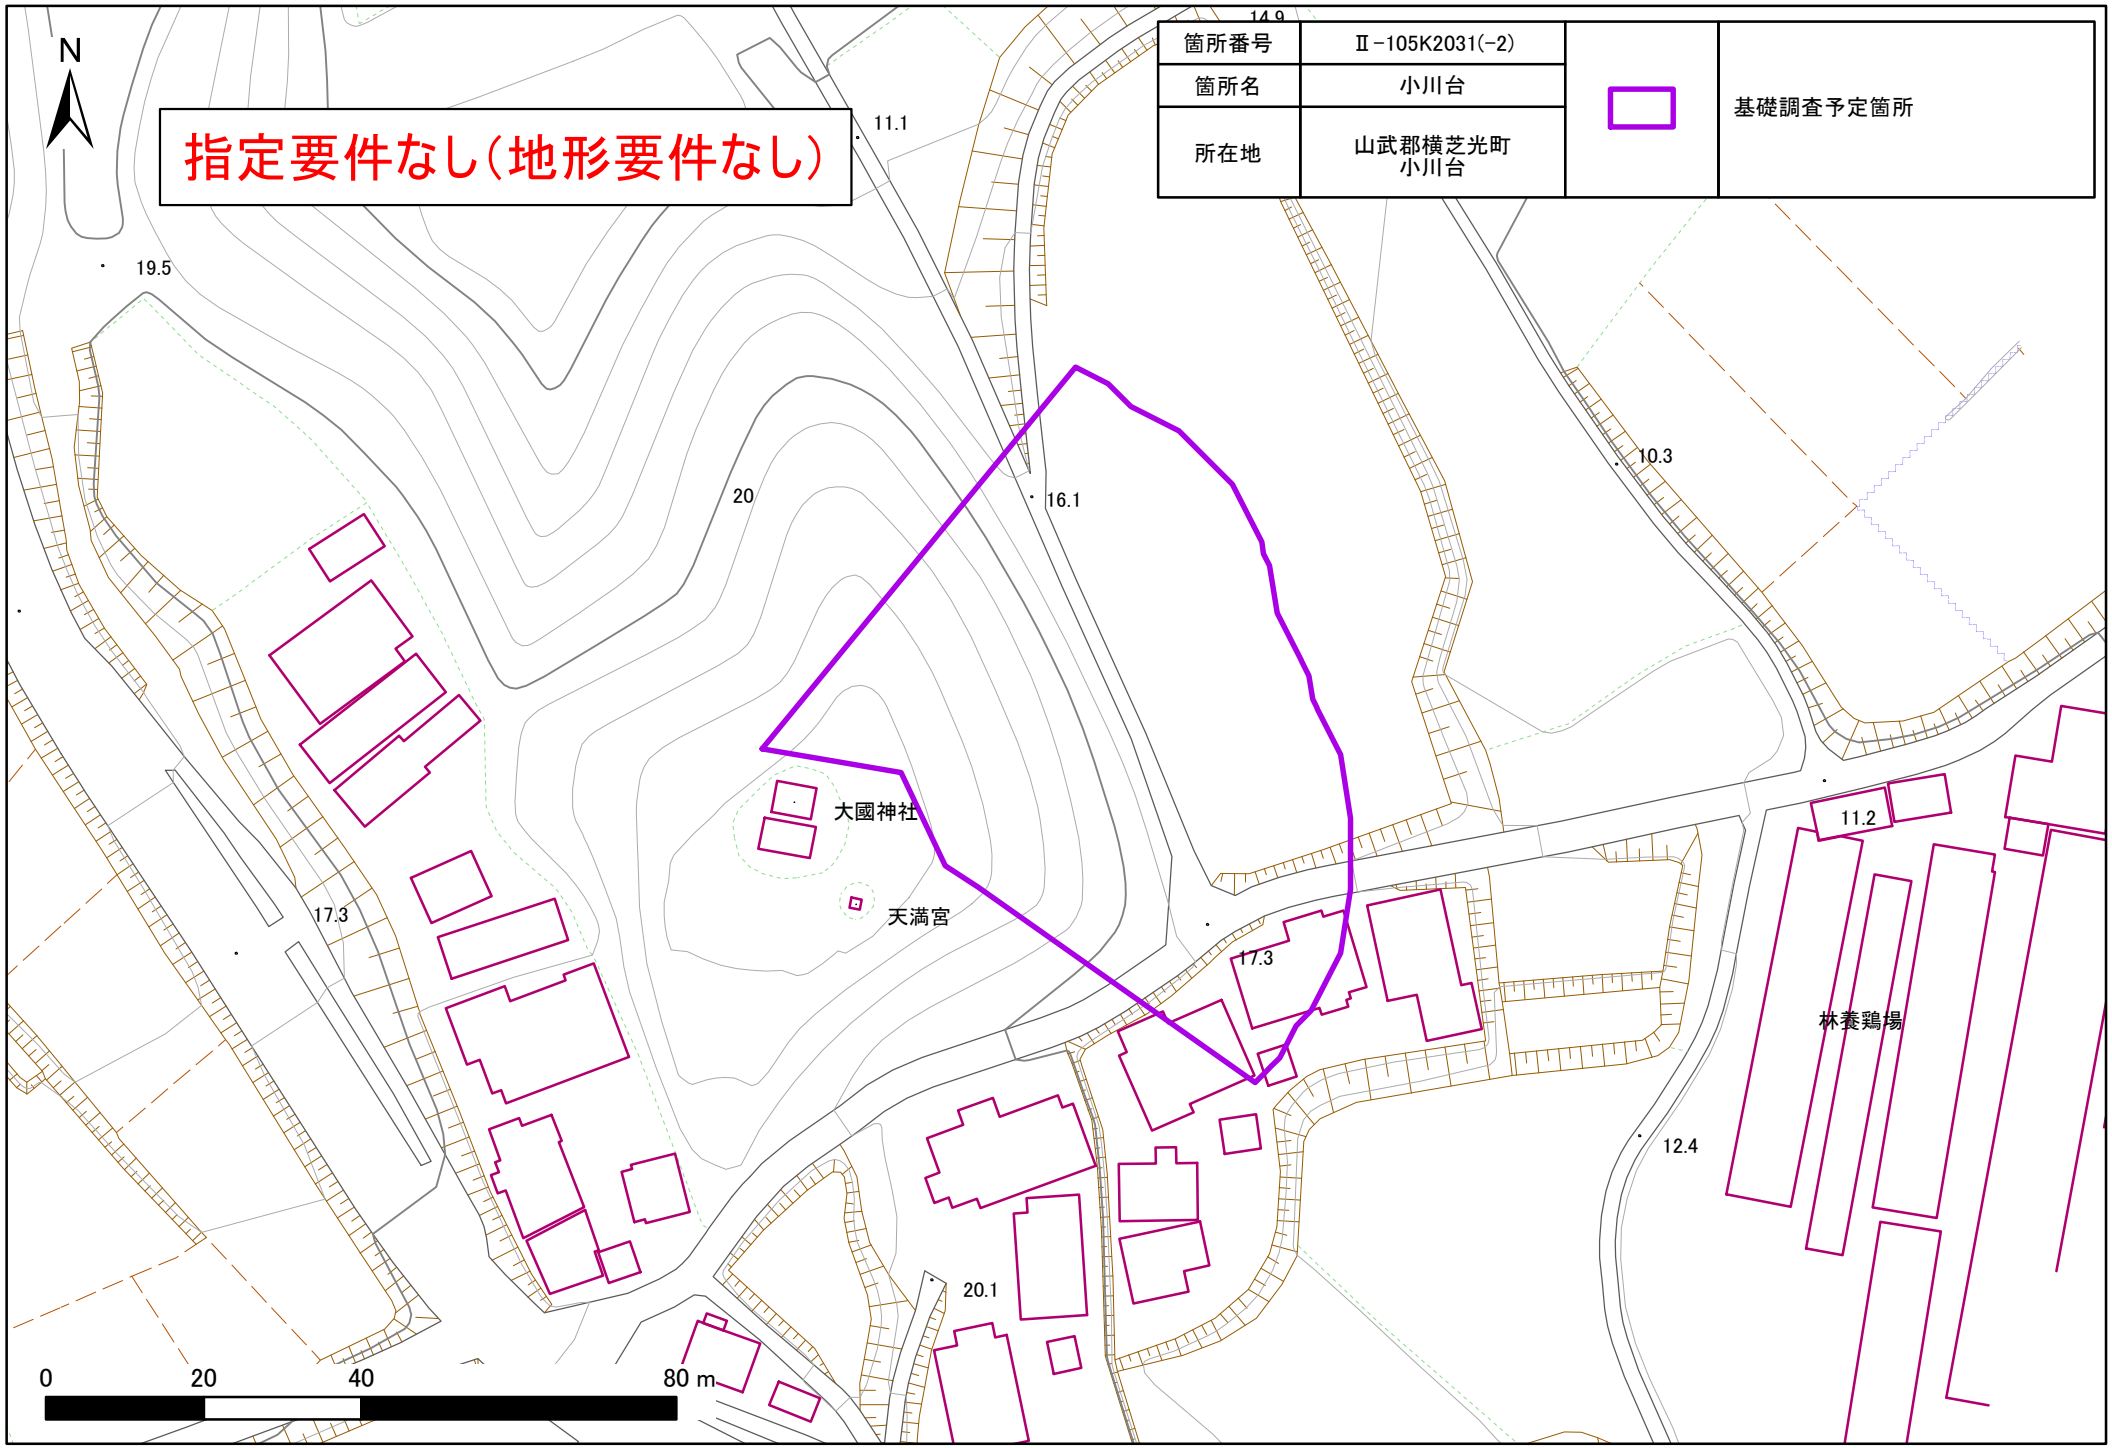 N
指定要件なし(地形要件なし)
14.9
箇所番号
Ⅱ-105K2031(-2)
箇所名
小川台
所在地
山武郡横芝光町
小川台
基礎調査予定箇所
11.1
19.5
10.3
20
16.1
大國神社
11.2
天満宮
17.3
17.3
林養鶏場
12.4
20.1
0 20 40 80 m